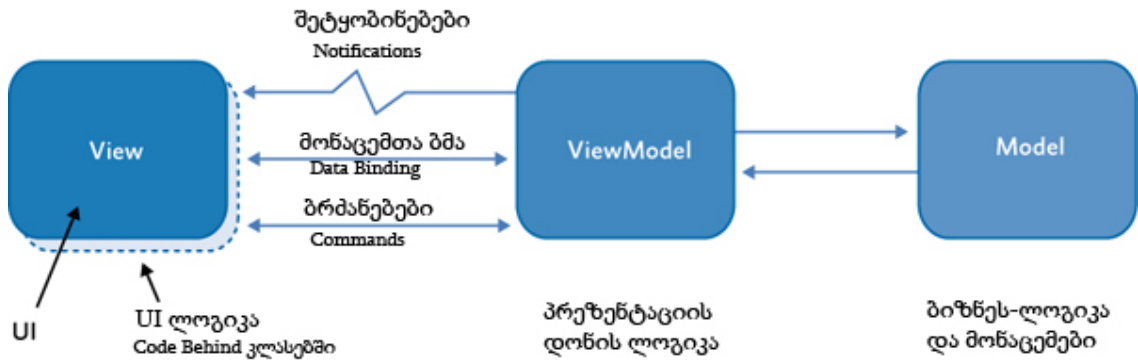 შეტყობინებები
Notifications
View
მონაცემთა ბმა
Data Binding
ბრძანებები
Commands
ViewModel
Model
UI
UI ლოგიკა
Code Behind კლასებში
პრეზენტაციის
დონის ლოგიკა
ბიზნეს-ლოგიკა
და მონაცემები